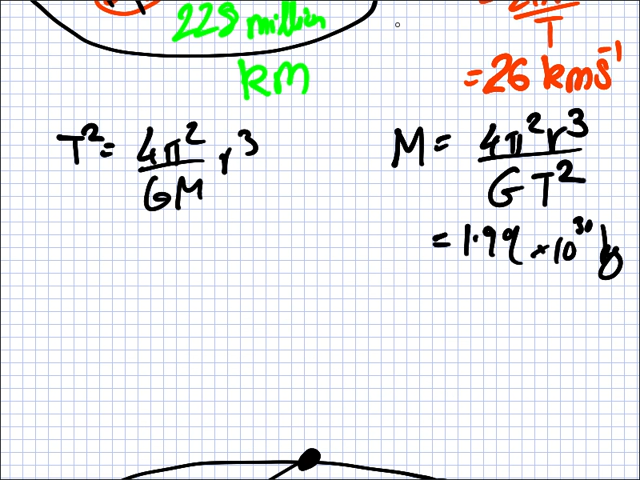 228 million
km
T
= 26 kms⁻¹
T² = 4π²/GM r³
M = 4π²r³/GT²
= 1.99 × 10³⁰ kg